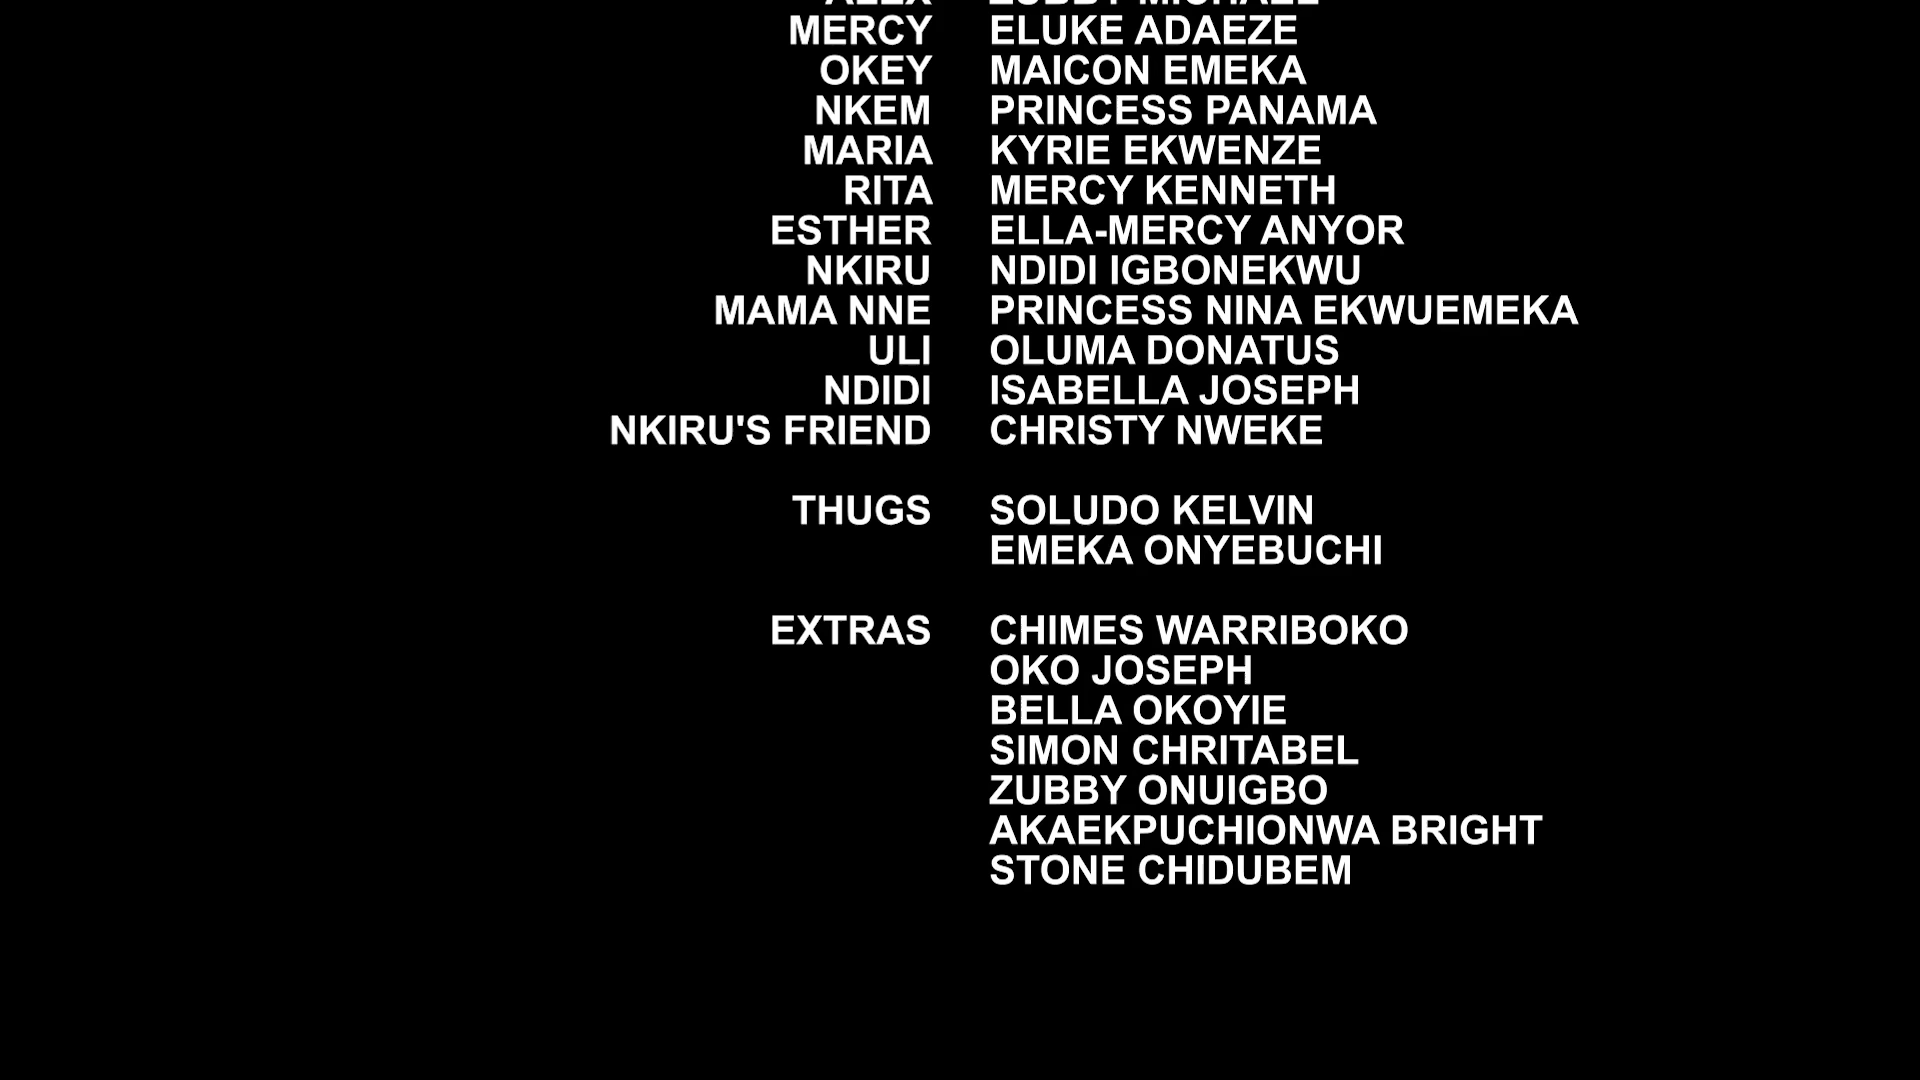 ALEX ZUBBY MICHAEL
MERCY ELUKE ADAEZE
OKEY MAICON EMEKA
NKEM PRINCESS PANAMA
MARIA KYRIE EKWENZE
RITA MERCY KENNETH
ESTHER ELLA-MERCY ANYOR
NKIRU NDIDI IGBONEKWU
MAMA NNE PRINCESS NINA EKWUEMEKA
ULI OLUMA DONATUS
NDIDI ISABELLA JOSEPH
NKIRU'S FRIEND CHRISTY NWEKE
THUGS SOLUDO KELVIN
EMEKA ONYEBUCHI
EXTRAS CHIMES WARRIBOKO
OKO JOSEPH
BELLA OKOYIE
SIMON CHRITABEL
ZUBBY ONUIGBO
AKAEKPUCHIONWA BRIGHT
STONE CHIDUBEM